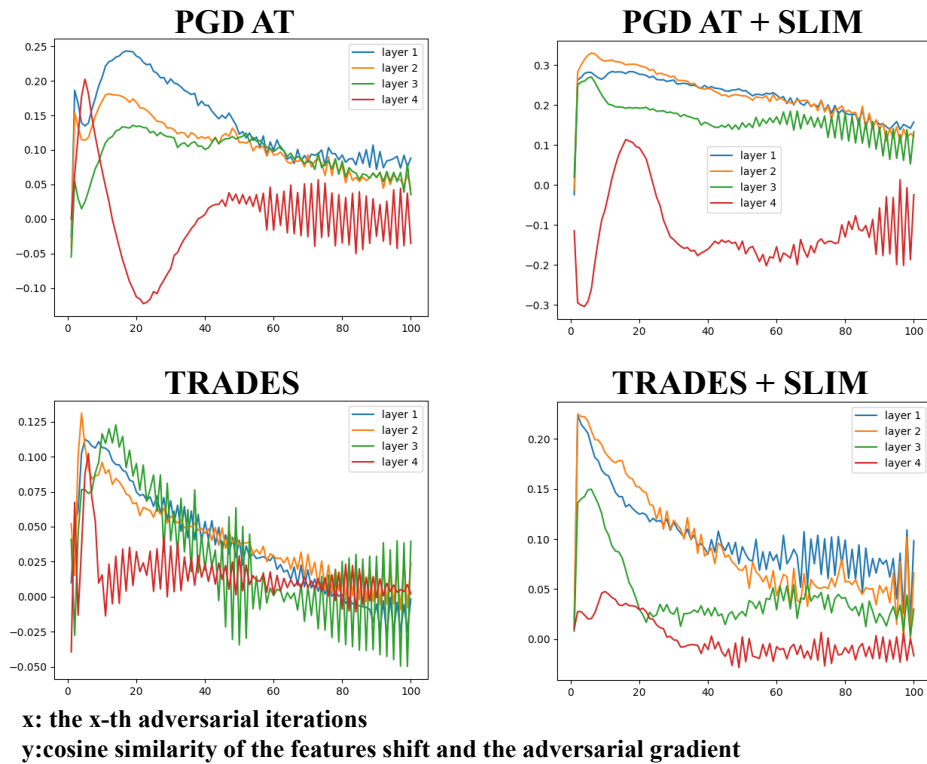 PGD AT
0.25
0.20
0.15
0.10
0.05
0.00
−0.05
−0.10
0
20
40
60
80
100
layer 1
layer 2
layer 3
layer 4
PGD AT + SLIM
0.3
0.2
0.1
0.0
−0.1
−0.2
−0.3
0
20
40
60
80
100
layer 1
layer 2
layer 3
layer 4
TRADES
0.125
0.100
0.075
0.050
0.025
0.000
−0.025
−0.050
0
20
40
60
80
100
layer 1
layer 2
layer 3
layer 4
TRADES + SLIM
0.20
0.15
0.10
0.05
0.00
0
20
40
60
80
100
layer 1
layer 2
layer 3
layer 4
x: the x-th adversarial iterations
y:cosine similarity of the features shift and the adversarial gradient